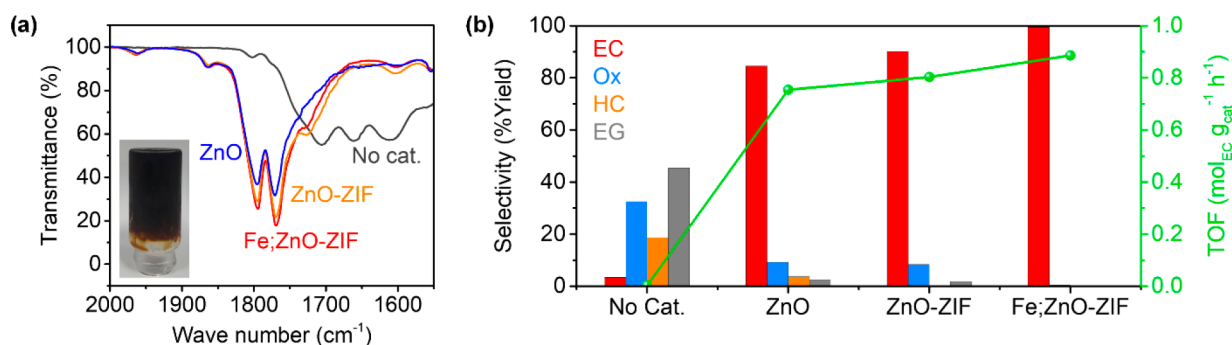 (a)
Transmittance (%)
100
80
60
40
20
0
ZnO
No cat.
ZnO-ZIF
Fe;ZnO-ZIF
2000 1900 1800 1700 1600
Wave number (cm⁻¹)
(b)
Selectivity (%Yield)
100
80
60
40
20
0
EC
Ox
HC
EG
No Cat. ZnO ZnO-ZIF Fe;ZnO-ZIF
1.0
0.8
0.6
0.4
0.2
0.0
TOF (mol_EC g_cat⁻¹ h⁻¹)